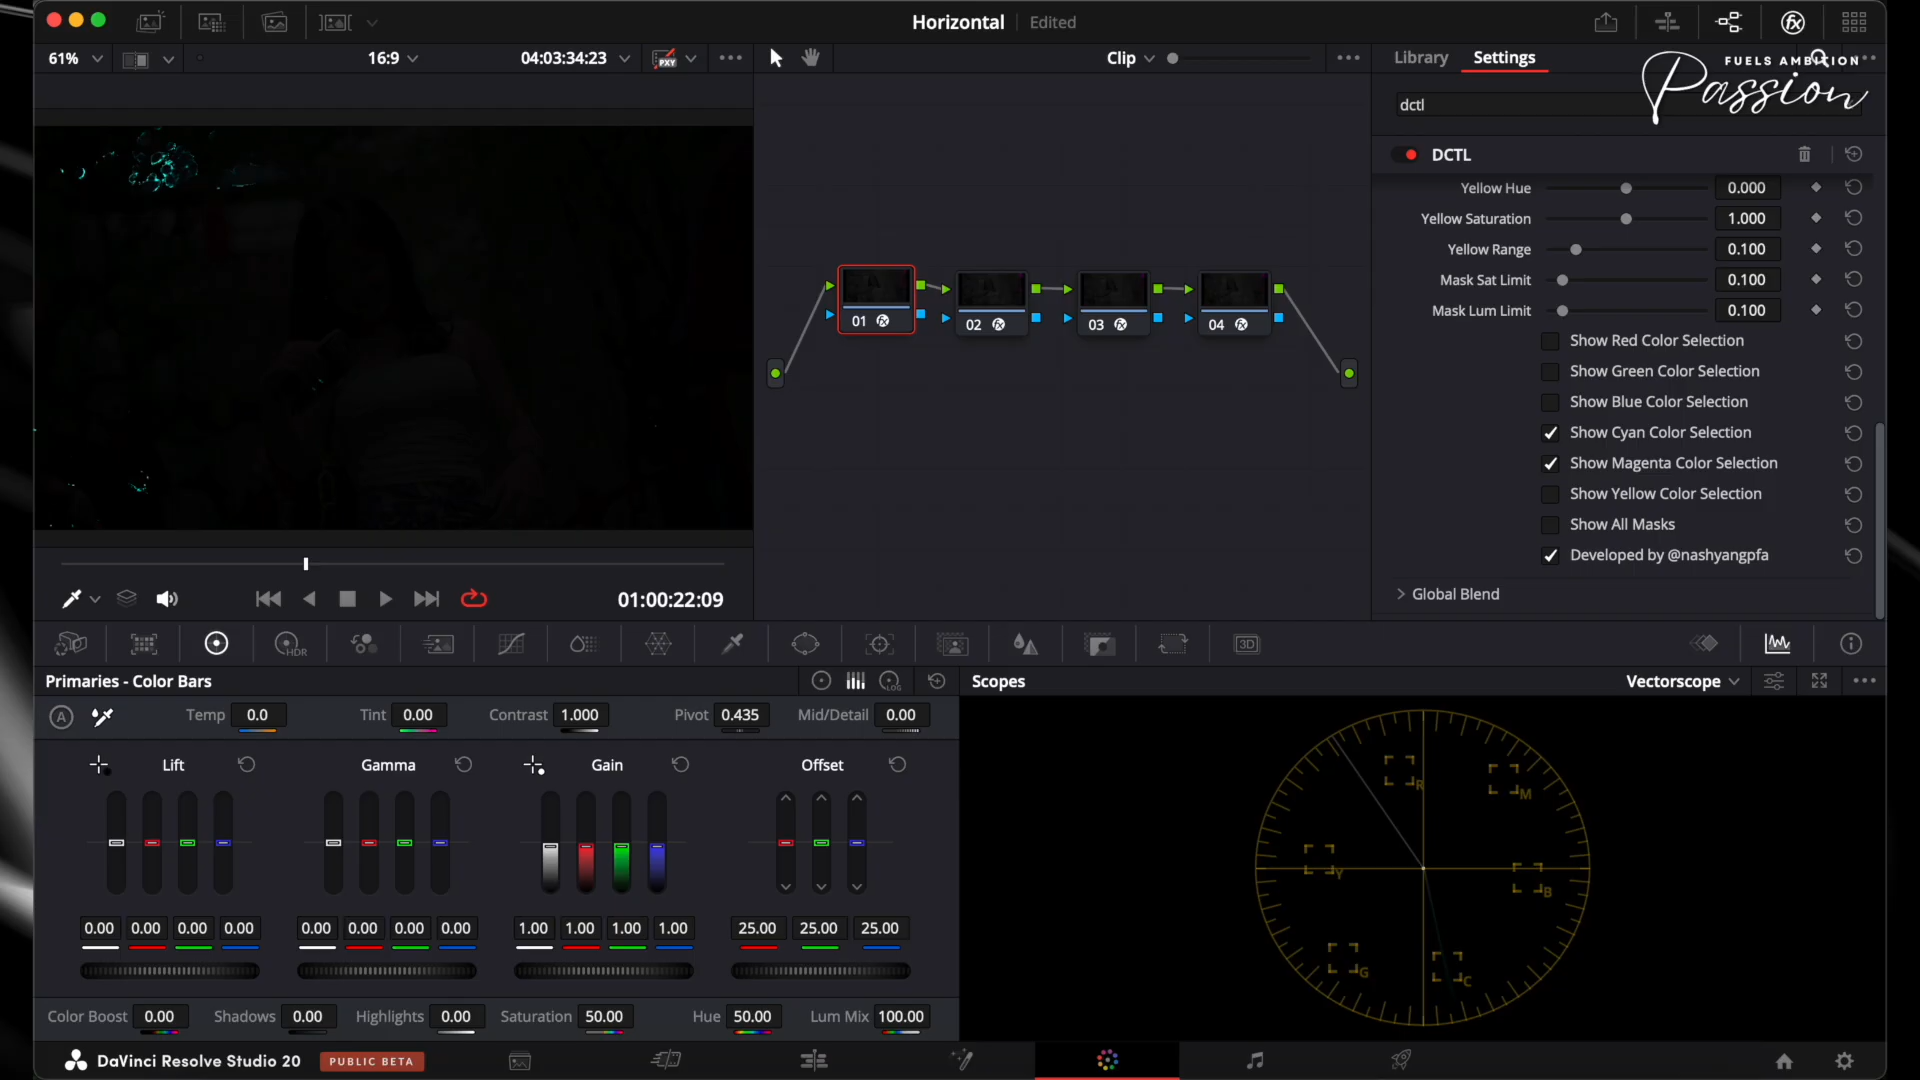 Horizontal
Edited
61%
16:9
04:03:34:23
PXY
Clip
Library
Settings
FUELS AMBITION
Passion
dctl
DCTL
Yellow Hue 0.000
Yellow Saturation 1.000
Yellow Range 0.100
Mask Sat Limit 0.100
Mask Lum Limit 0.100
Show Red Color Selection
Show Green Color Selection
Show Blue Color Selection
Show Cyan Color Selection
Show Magenta Color Selection
Show Yellow Color Selection
Show All Masks
Developed by @nashyangpfa
Global Blend
01
02
03
04
01:00:22:09
HDR
3D
Primaries - Color Bars
LOG
Scopes
Vectorscope
A
Temp 0.0
Tint 0.00
Contrast 1.000
Pivot 0.435
Mid/Detail 0.00
Lift
Gamma
Gain
Offset
0.00 0.00 0.00 0.00
0.00 0.00 0.00 0.00
1.00 1.00 1.00 1.00
25.00 25.00 25.00
R
M
Y
B
G
C
Color Boost 0.00
Shadows 0.00
Highlights 0.00
Saturation 50.00
Hue 50.00
Lum Mix 100.00
DaVinci Resolve Studio 20
PUBLIC BETA